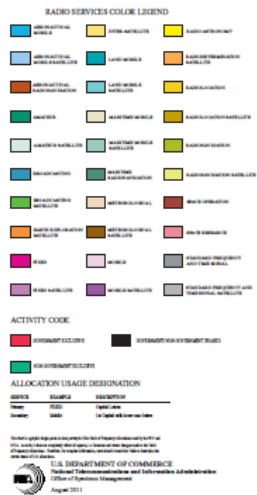 RADIO SERVICES COLOR LEGEND
AERONAUTICAL MOBILE
INTER-SATELLITE
RADIO ASTRONOMY
AERONAUTICAL MOBILE SATELLITE
LAND MOBILE
RADIODETERMINATION SATELLITE
AERONAUTICAL RADIONAVIGATION
LAND MOBILE SATELLITE
RADIOLOCATION
AMATEUR
MARITIME MOBILE
RADIOLOCATION SATELLITE
AMATEUR SATELLITE
MARITIME MOBILE SATELLITE
RADIONAVIGATION
BROADCASTING
MARITIME RADIONAVIGATION
RADIONAVIGATION SATELLITE
BROADCASTING SATELLITE
METEOROLOGICAL
SPACE OPERATION
EARTH EXPLORATION SATELLITE
METEOROLOGICAL SATELLITE
SPACE RESEARCH
FIXED
MOBILE
STANDARD FREQUENCY AND TIME SIGNAL
FIXED SATELLITE
MOBILE SATELLITE
STANDARD FREQUENCY AND TIME SIGNAL SATELLITE
ACTIVITY CODE
GOVERNMENT EXCLUSIVE
GOVERNMENT/NON-GOVERNMENT SHARED
NON-GOVERNMENT EXCLUSIVE
ALLOCATION USAGE DESIGNATION
SERVICE EXAMPLE DESCRIPTION
Primary FIXED Capital Letters
Secondary Mobile 1st Capital with lower case letters
U.S. DEPARTMENT OF COMMERCE
National Telecommunications and Information Administration
Office of Spectrum Management
August 2011